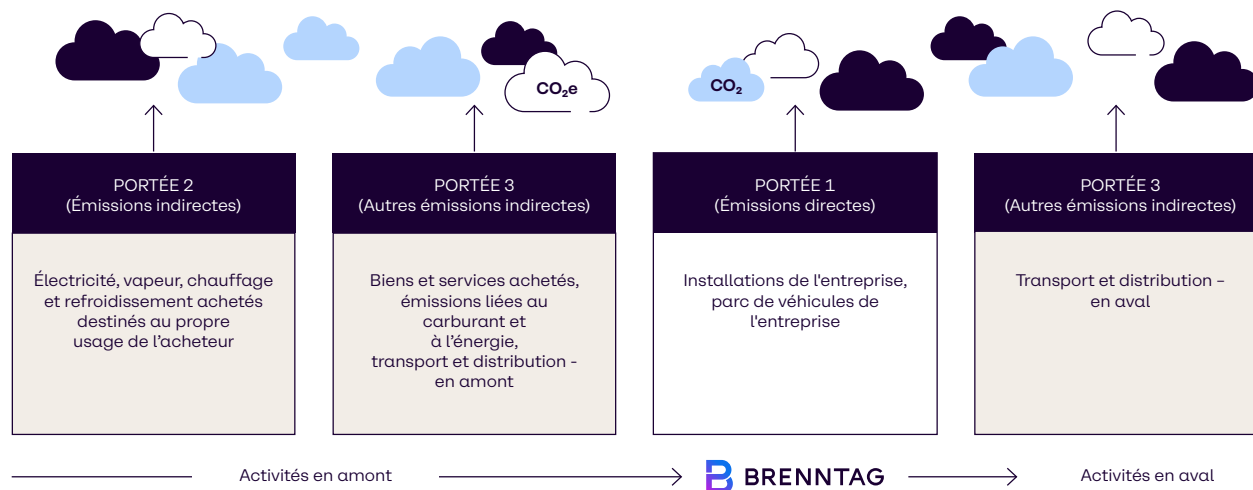 CO₂e
CO₂
PORTÉE 2
(Émissions indirectes)
Électricité, vapeur, chauffage
et refroidissement achetés
destinés au propre
usage de l’acheteur
PORTÉE 3
(Autres émissions indirectes)
Biens et services achetés,
émissions liées au
carburant et
à l’énergie,
transport et distribution -
en amont
PORTÉE 1
(Émissions directes)
Installations de l'entreprise,
parc de véhicules de
l'entreprise
PORTÉE 3
(Autres émissions indirectes)
Transport et distribution –
en aval
Activités en amont
BRENNTAG
Activités en aval